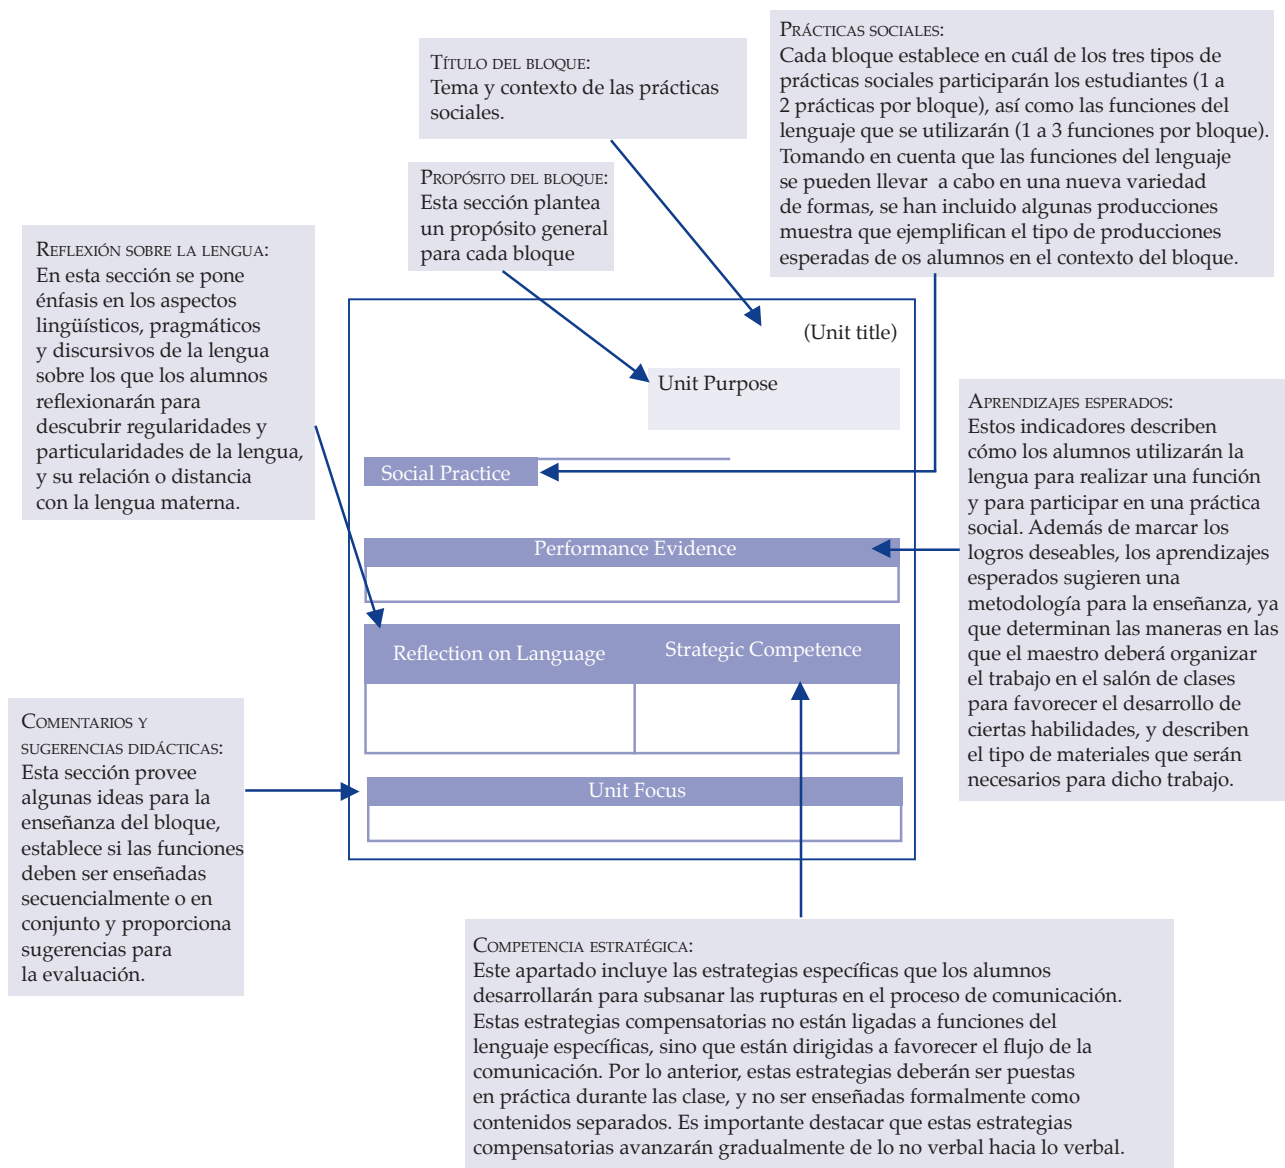 PRÁCTICAS SOCIALES:
Cada bloque establece en cuál de los tres tipos de
prácticas sociales participarán los estudiantes (1 a
2 prácticas por bloque), así como las funciones del
lenguaje que se utilizarán (1 a 3 funciones por bloque).
Tomando en cuenta que las funciones del lenguaje
se pueden llevar a cabo en una nueva variedad
de formas, se han incluido algunas producciones
muestra que ejemplifican el tipo de producciones
esperadas de os alumnos en el contexto del bloque.
TÍTULO DEL BLOQUE:
Tema y contexto de las prácticas
sociales.
PROPÓSITO DEL BLOQUE:
Esta sección plantea
un propósito general
para cada bloque
REFLEXIÓN SOBRE LA LENGUA:
En esta sección se pone
énfasis en los aspectos
lingüísticos, pragmáticos
y discursivos de la lengua
sobre los que los alumnos
reflexionarán para
descubrir regularidades y
particularidades de la lengua,
y su relación o distancia
con la lengua materna.
(Unit title)
Unit Purpose
Social Practice
Performance Evidence
Reflection on Language
Strategic Competence
Unit Focus
APRENDIZAJES ESPERADOS:
Estos indicadores describen
cómo los alumnos utilizarán la
lengua para realizar una función
y para participar en una práctica
social. Además de marcar los
logros deseables, los aprendizajes
esperados sugieren una
metodología para la enseñanza, ya
que determinan las maneras en las
que el maestro deberá organizar
el trabajo en el salón de clases
para favorecer el desarrollo de
ciertas habilidades, y describen
el tipo de materiales que serán
necesarios para dicho trabajo.
COMENTARIOS Y
SUGERENCIAS DIDÁCTICAS:
Esta sección provee
algunas ideas para la
enseñanza del bloque,
establece si las funciones
deben ser enseñadas
secuencialmente o en
conjunto y proporciona
sugerencias para
la evaluación.
COMPETENCIA ESTRATÉGICA:
Este apartado incluye las estrategias específicas que los alumnos
desarrollarán para subsanar las rupturas en el proceso de comunicación.
Estas estrategias compensatorias no están ligadas a funciones del
lenguaje específicas, sino que están dirigidas a favorecer el flujo de la
comunicación. Por lo anterior, estas estrategias deberán ser puestas
en práctica durante las clase, y no ser enseñadas formalmente como
contenidos separados. Es importante destacar que estas estrategias
compensatorias avanzarán gradualmente de lo no verbal hacia lo verbal.